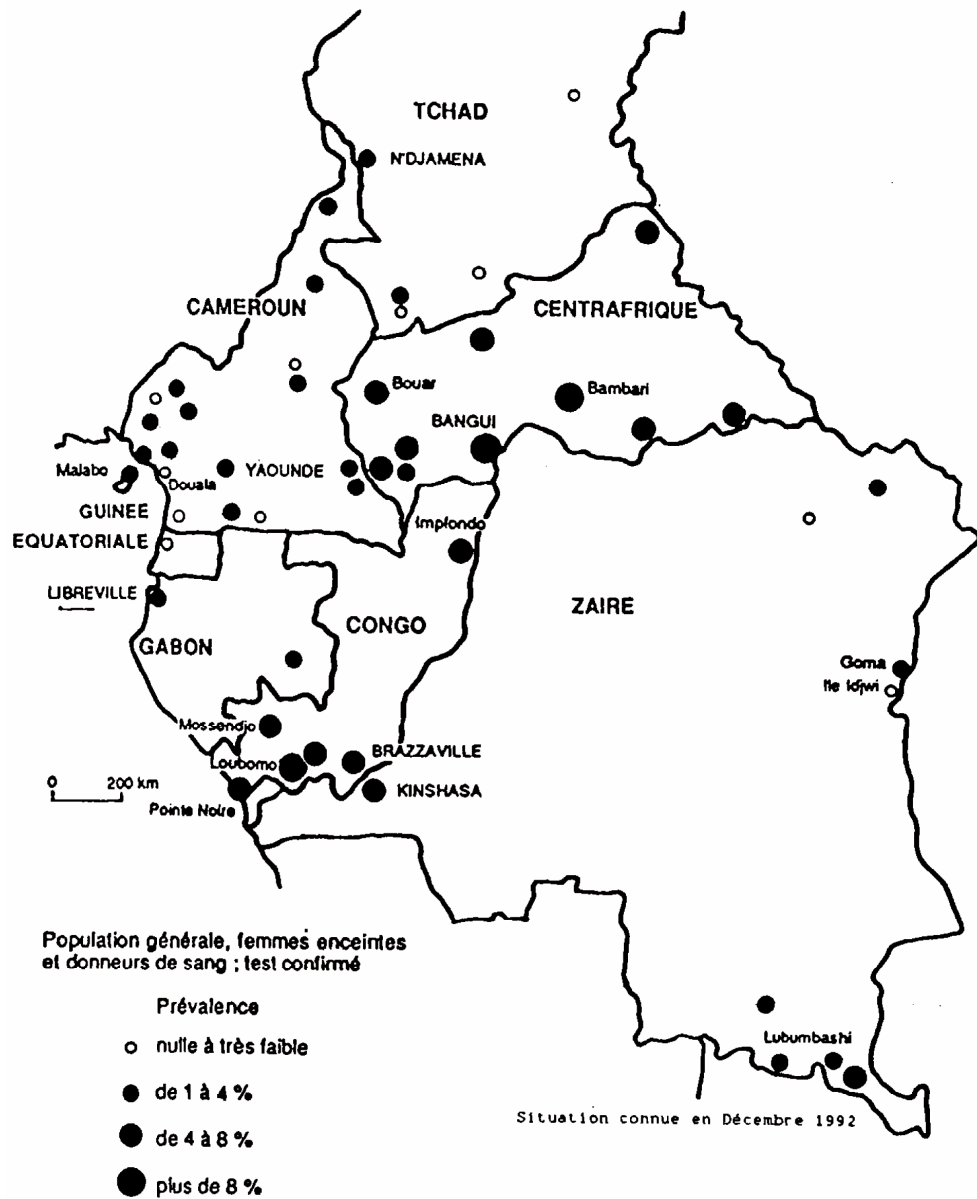 TCHAD
N'DJAMENA
CAMEROUN
CENTRAFRIQUE
Bouar
Bambari
BANGUI
Malabo
Douala
YAOUNDE
GUINEE
EQUATORIALE
Impfondo
LIBREVILLE
ZAIRE
CONGO
GABON
Goma
Ile Idjwi
Mossendjo
BRAZZAVILLE
Loubomo
KINSHASA
0 200 km
Pointe Noire
Population générale, femmes enceintes
et donneurs de sang ; test confirmé
Prévalence
nulle à très faible
de 1 à 4 %
de 4 à 8 %
plus de 8 %
Lubumbashi
Situation connue en Décembre 1992